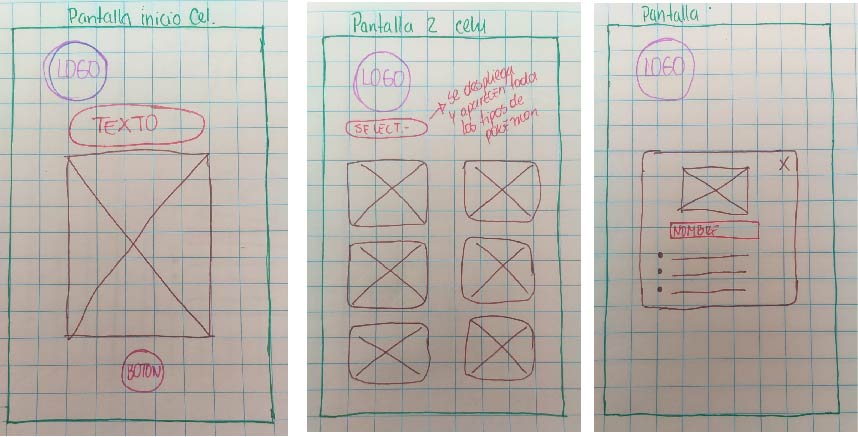 Pantalla inicio Cel.
LOGO
TEXTO
BOTON
Pantalla 2 celu
LOGO
SELECT.-
se despliega
y aparecen toda
los tipos de
pokémon
Pantalla
LOGO
X
NOMBRE